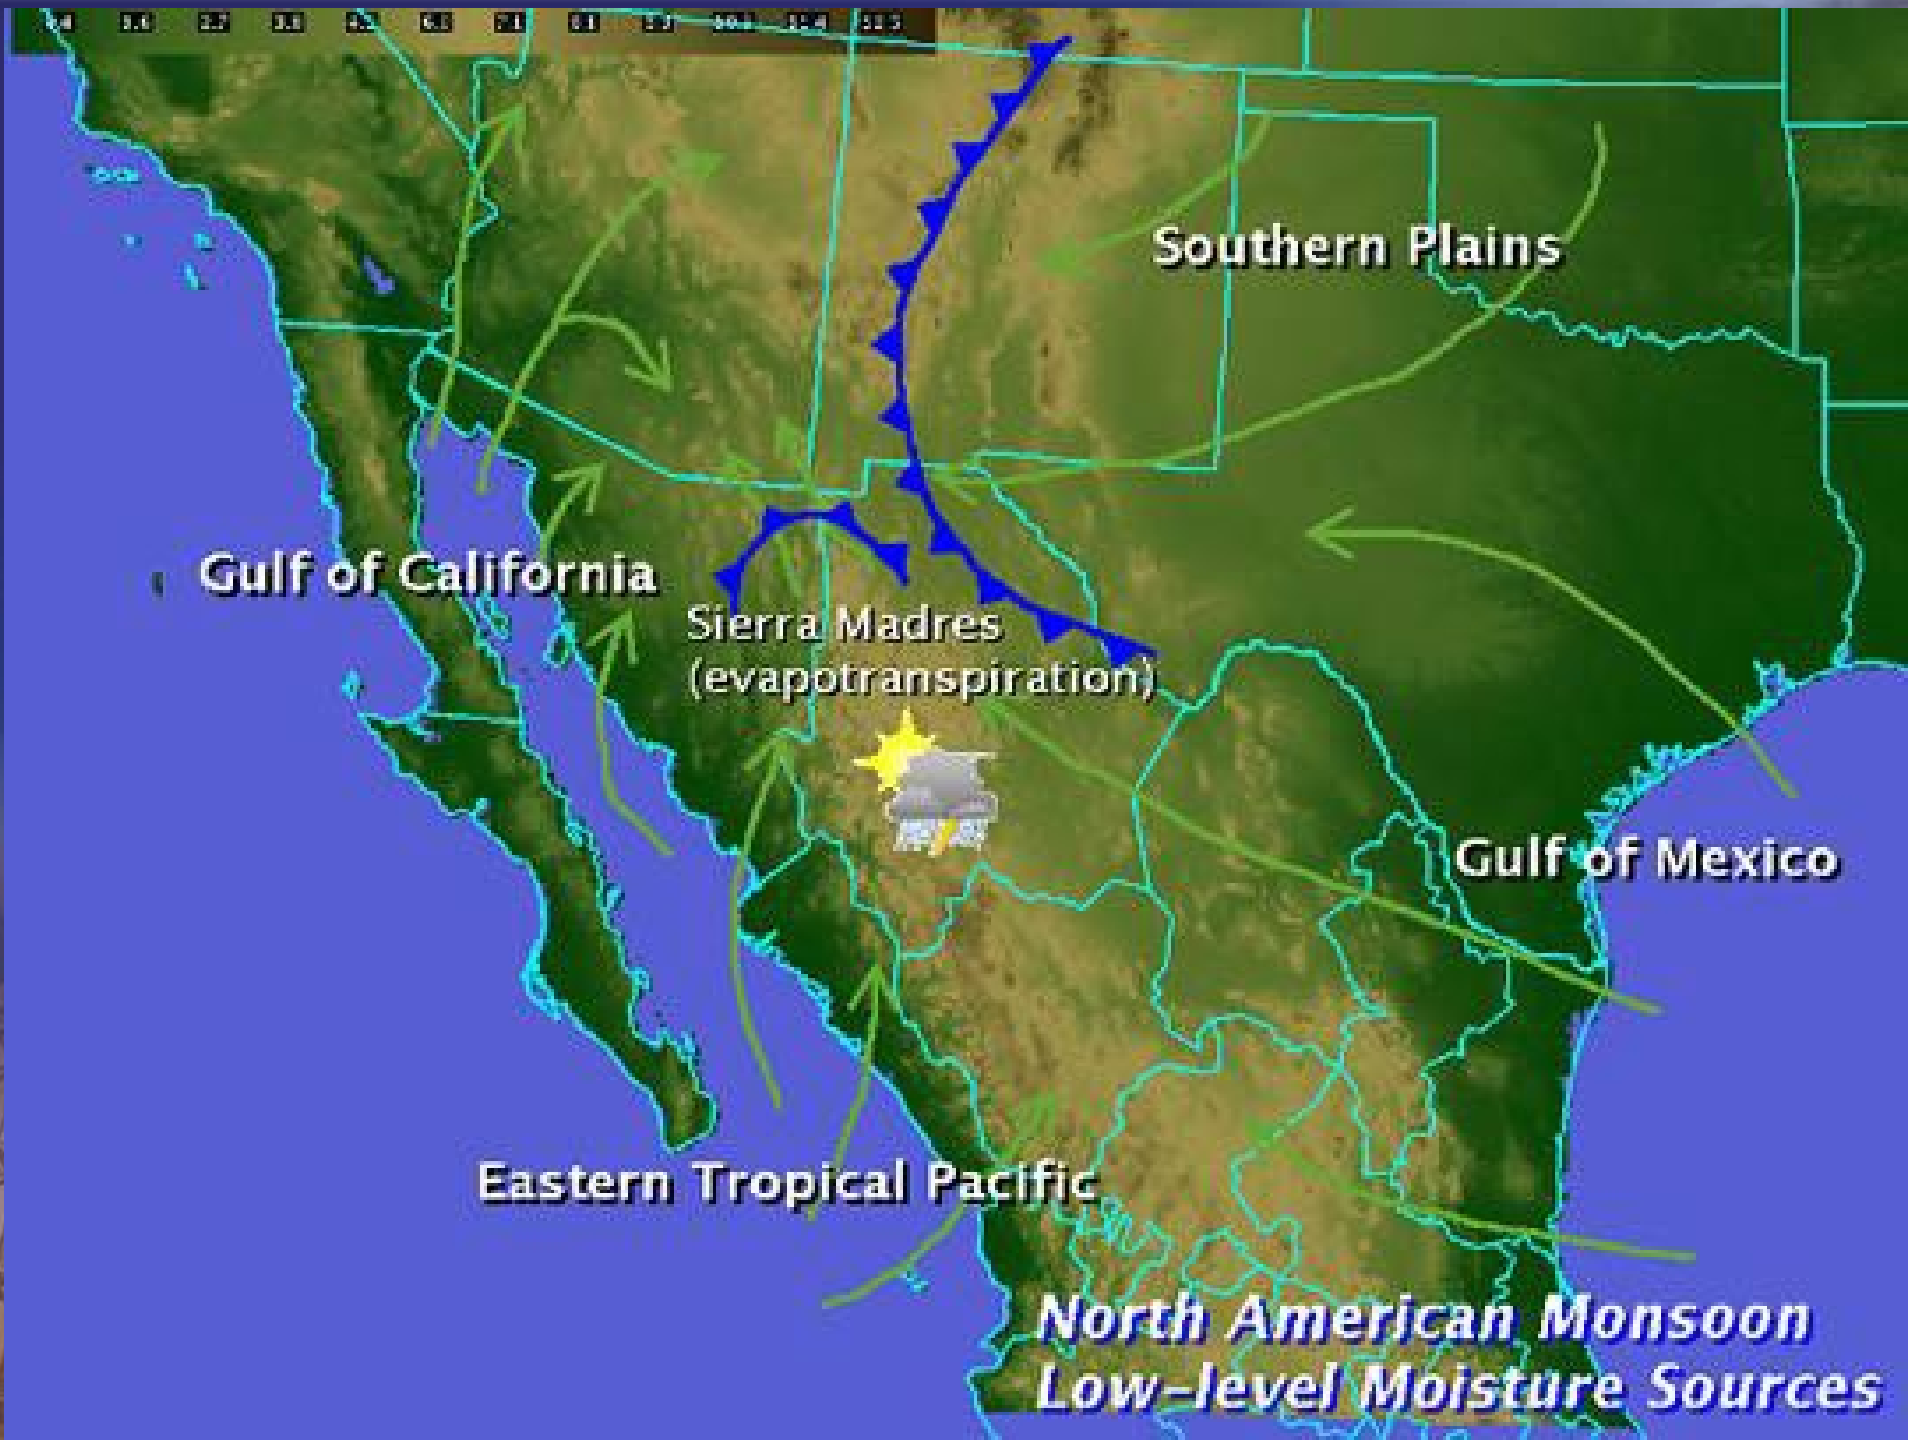 Southern Plains
Gulf of California
Sierra Madres
(evapotranspiration)
Gulf of Mexico
Eastern Tropical Pacific
North American Monsoon
Low-level Moisture Sources